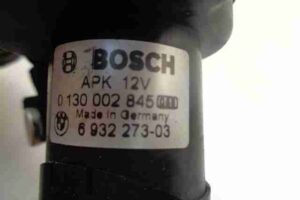 BOSCH
APK 12V
0 130 002 845
Made in Germany
6 932 273-03